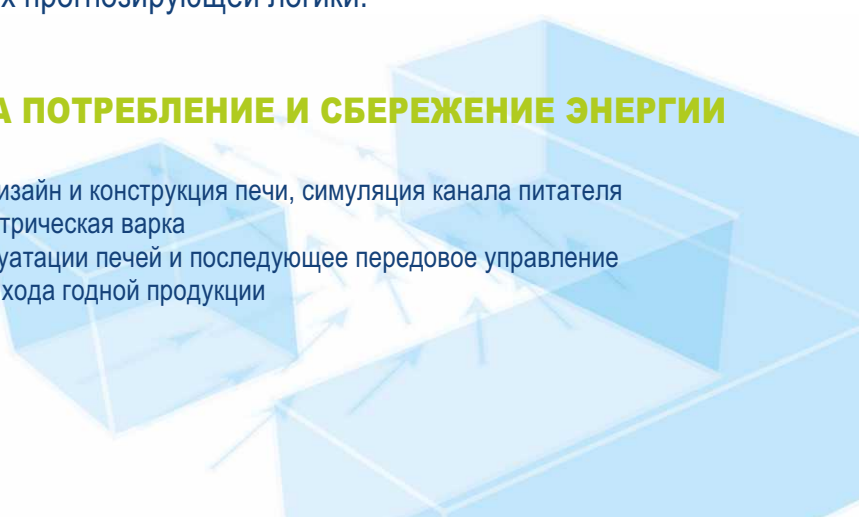 х прогнозирующей логики.
А ПОТРЕБЛЕНИЕ И СБЕРЕЖЕНИЕ ЭНЕРГИИ
изайн и конструкция печи, симуляция канала питателя
трическая варка
уатации печей и последующее передовое управление
хода годной продукции